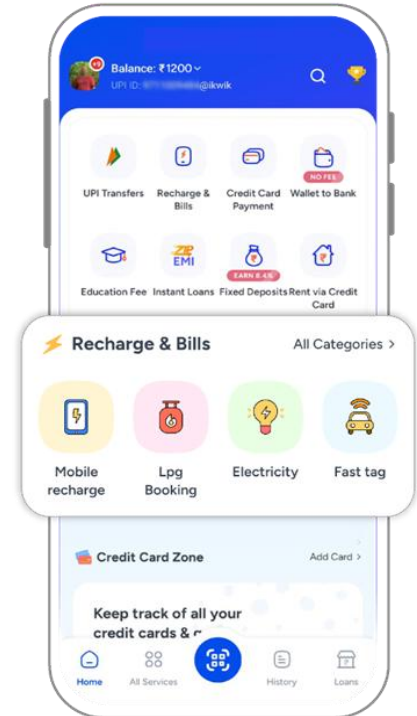 +9
Balance: ₹1200
UPI ID: @ikwik
UPI Transfers
Recharge & Bills
Credit Card Payment
Wallet to Bank
NO FEE
Education Fee
ZIP EMI
Instant Loans
EARN 8.4%
Fixed Deposits
Rent via Credit Card
Recharge & Bills
All Categories >
Mobile recharge
Lpg Booking
Electricity
Fast tag
Credit Card Zone
Add Card >
Keep track of all your
credit cards &
Home
All Services
History
Loans